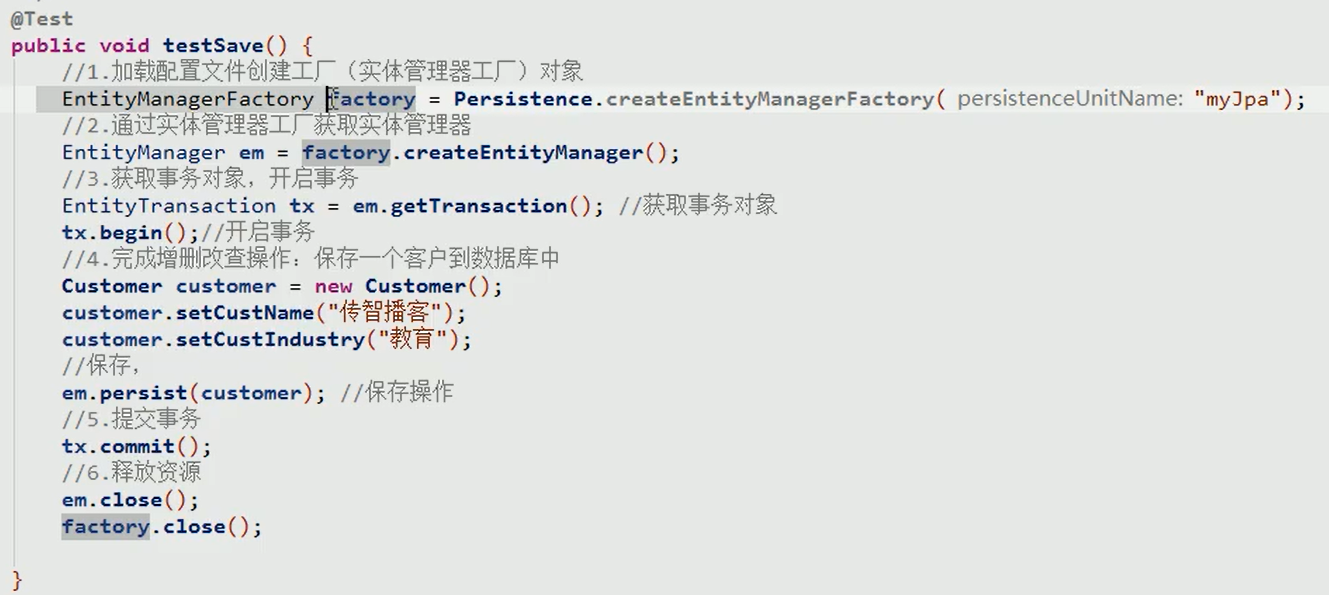 @Test
public void testSave() {
//1.加载配置文件创建工厂（实体管理器工厂）对象
EntityManagerFactory factory = Persistence.createEntityManagerFactory( persistenceUnitName: "myJpa");
//2.通过实体管理器工厂获取实体管理器
EntityManager em = factory.createEntityManager();
//3.获取事务对象，开启事务
EntityTransaction tx = em.getTransaction(); //获取事务对象
tx.begin();//开启事务
//4.完成增删改查操作：保存一个客户到数据库中
Customer customer = new Customer();
customer.setCustName("传智播客");
customer.setCustIndustry("教育");
//保存，
em.persist(customer); //保存操作
//5.提交事务
tx.commit();
//6.释放资源
em.close();
factory.close();
}